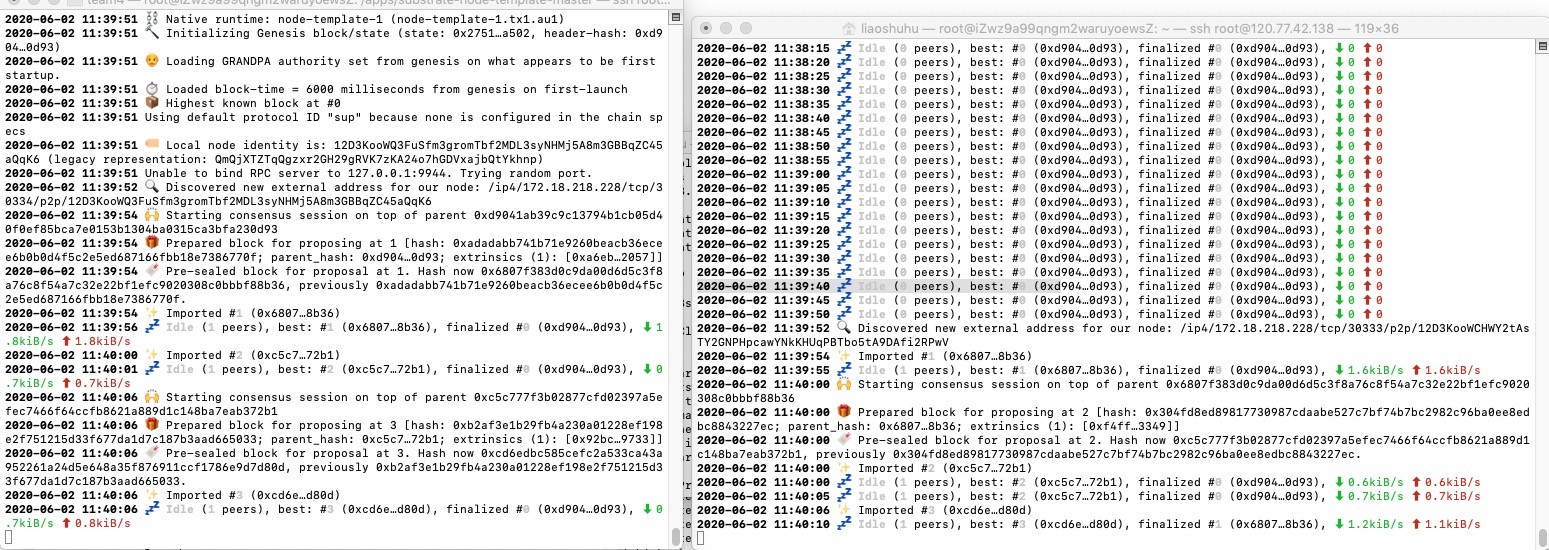 team4 — root@iZwz9a99qngm2waruyoewsZ: /apps/substrate-node-template-master — ssh root...
2020-06-02 11:39:51 ⛓ Native runtime: node-template-1 (node-template-1.tx1.au1)
2020-06-02 11:39:51 🔨 Initializing Genesis block/state (state: 0x2751…a502, header-hash: 0xd9
04…0d93)
2020-06-02 11:39:51 👴 Loading GRANDPA authority set from genesis on what appears to be first
startup.
2020-06-02 11:39:51 ⏱ Loaded block-time = 6000 milliseconds from genesis on first-launch
2020-06-02 11:39:51 📦 Highest known block at #0
2020-06-02 11:39:51 Using default protocol ID "sup" because none is configured in the chain sp
ecs
2020-06-02 11:39:51 🏷 Local node identity is: 12D3KooWQ3FuSfm3gromTbf2MDL3syNHMj5A8m3GBBqZC45
aQqK6 (legacy representation: QmQjXTZTqQgzxr2GH29gRVK7zKA24o7hGDVxajbQtYkhnp)
2020-06-02 11:39:51 Unable to bind RPC server to 127.0.0.1:9944. Trying random port.
2020-06-02 11:39:52 🔍 Discovered new external address for our node: /ip4/172.18.218.228/tcp/3
0334/p2p/12D3KooWQ3FuSfm3gromTbf2MDL3syNHMj5A8m3GBBqZC45aQqK6
2020-06-02 11:39:54 🙌 Starting consensus session on top of parent 0xd9041ab39c9c13794b1cb05d4
0f0ef85bca7e0153b1304ba0315ca3bfa230d93
2020-06-02 11:39:54 🎁 Prepared block for proposing at 1 [hash: 0xadadabb741b71e9260beacb36ece
e6b0b0d4f5c2e5ed687166fbb18e7386770f; parent_hash: 0xd904…0d93; extrinsics (1): [0xa6eb…2057]]
2020-06-02 11:39:54 🔖 Pre-sealed block for proposal at 1. Hash now 0x6807f383d0c9da00d6d5c3f8
a76c8f54a7c32e22bf1efc9020308c0bbbf88b36, previously 0xadadabb741b71e9260beacb36ecee6b0b0d4f5c
2e5ed687166fbb18e7386770f.
2020-06-02 11:39:54 ✨ Imported #1 (0x6807…8b36)
2020-06-02 11:39:56 💤 Idle (1 peers), best: #1 (0x6807…8b36), finalized #0 (0xd904…0d93), ⬇ 1
.8kiB/s ⬆ 1.8kiB/s
2020-06-02 11:40:00 ✨ Imported #2 (0xc5c7…72b1)
2020-06-02 11:40:01 💤 Idle (1 peers), best: #2 (0xc5c7…72b1), finalized #0 (0xd904…0d93), ⬇ 0
.7kiB/s ⬆ 0.7kiB/s
2020-06-02 11:40:06 🙌 Starting consensus session on top of parent 0xc5c777f3b02877cfd02397a5e
fec7466f64ccfb8621a889d1c148ba7eab372b1
2020-06-02 11:40:06 🎁 Prepared block for proposing at 3 [hash: 0xb2af3e1b29fb4a230a01228ef198
e2f751215d33f677da1d7c187b3aad665033; parent_hash: 0xc5c7…72b1; extrinsics (1): [0x92bc…9733]]
2020-06-02 11:40:06 🔖 Pre-sealed block for proposal at 3. Hash now 0xcd6edbc585cefc2a533ca43a
952261a24d5e648a35f876911ccf1786e9d7d80d, previously 0xb2af3e1b29fb4a230a01228ef198e2f751215d3
3f677da1d7c187b3aad665033.
2020-06-02 11:40:06 ✨ Imported #3 (0xcd6e…d80d)
2020-06-02 11:40:06 💤 Idle (1 peers), best: #3 (0xcd6e…d80d), finalized #0 (0xd904…0d93), ⬇ 0
.7kiB/s ⬆ 0.8kiB/s
liaoshuhu — root@iZwz9a99qngm2waruyoewsZ: ~ — ssh root@120.77.42.138 — 119×36
2020-06-02 11:38:15 💤 Idle (0 peers), best: #0 (0xd904…0d93), finalized #0 (0xd904…0d93), ⬇ 0 ⬆ 0
2020-06-02 11:38:20 💤 Idle (0 peers), best: #0 (0xd904…0d93), finalized #0 (0xd904…0d93), ⬇ 0 ⬆ 0
2020-06-02 11:38:25 💤 Idle (0 peers), best: #0 (0xd904…0d93), finalized #0 (0xd904…0d93), ⬇ 0 ⬆ 0
2020-06-02 11:38:30 💤 Idle (0 peers), best: #0 (0xd904…0d93), finalized #0 (0xd904…0d93), ⬇ 0 ⬆ 0
2020-06-02 11:38:35 💤 Idle (0 peers), best: #0 (0xd904…0d93), finalized #0 (0xd904…0d93), ⬇ 0 ⬆ 0
2020-06-02 11:38:40 💤 Idle (0 peers), best: #0 (0xd904…0d93), finalized #0 (0xd904…0d93), ⬇ 0 ⬆ 0
2020-06-02 11:38:45 💤 Idle (0 peers), best: #0 (0xd904…0d93), finalized #0 (0xd904…0d93), ⬇ 0 ⬆ 0
2020-06-02 11:38:50 💤 Idle (0 peers), best: #0 (0xd904…0d93), finalized #0 (0xd904…0d93), ⬇ 0 ⬆ 0
2020-06-02 11:38:55 💤 Idle (0 peers), best: #0 (0xd904…0d93), finalized #0 (0xd904…0d93), ⬇ 0 ⬆ 0
2020-06-02 11:39:00 💤 Idle (0 peers), best: #0 (0xd904…0d93), finalized #0 (0xd904…0d93), ⬇ 0 ⬆ 0
2020-06-02 11:39:05 💤 Idle (0 peers), best: #0 (0xd904…0d93), finalized #0 (0xd904…0d93), ⬇ 0 ⬆ 0
2020-06-02 11:39:10 💤 Idle (0 peers), best: #0 (0xd904…0d93), finalized #0 (0xd904…0d93), ⬇ 0 ⬆ 0
2020-06-02 11:39:15 💤 Idle (0 peers), best: #0 (0xd904…0d93), finalized #0 (0xd904…0d93), ⬇ 0 ⬆ 0
2020-06-02 11:39:20 💤 Idle (0 peers), best: #0 (0xd904…0d93), finalized #0 (0xd904…0d93), ⬇ 0 ⬆ 0
2020-06-02 11:39:25 💤 Idle (0 peers), best: #0 (0xd904…0d93), finalized #0 (0xd904…0d93), ⬇ 0 ⬆ 0
2020-06-02 11:39:30 💤 Idle (0 peers), best: #0 (0xd904…0d93), finalized #0 (0xd904…0d93), ⬇ 0 ⬆ 0
2020-06-02 11:39:35 💤 Idle (0 peers), best: #0 (0xd904…0d93), finalized #0 (0xd904…0d93), ⬇ 0 ⬆ 0
2020-06-02 11:39:40 💤 Idle (0 peers), best: #0 (0xd904…0d93), finalized #0 (0xd904…0d93), ⬇ 0 ⬆ 0
2020-06-02 11:39:45 💤 Idle (0 peers), best: #0 (0xd904…0d93), finalized #0 (0xd904…0d93), ⬇ 0 ⬆ 0
2020-06-02 11:39:50 💤 Idle (0 peers), best: #0 (0xd904…0d93), finalized #0 (0xd904…0d93), ⬇ 0 ⬆ 0
2020-06-02 11:39:52 🔍 Discovered new external address for our node: /ip4/172.18.218.228/tcp/30333/p2p/12D3KooWCHWY2tAs
TY2GNPHpcawYNkKHUqPBTbo5tA9DAfi2RPwV
2020-06-02 11:39:54 ✨ Imported #1 (0x6807…8b36)
2020-06-02 11:39:55 💤 Idle (1 peers), best: #1 (0x6807…8b36), finalized #0 (0xd904…0d93), ⬇ 1.6kiB/s ⬆ 1.6kiB/s
2020-06-02 11:40:00 🙌 Starting consensus session on top of parent 0x6807f383d0c9da00d6d5c3f8a76c8f54a7c32e22bf1efc9020
308c0bbbf88b36
2020-06-02 11:40:00 🎁 Prepared block for proposing at 2 [hash: 0x304fd8ed89817730987cdaabe527c7bf74b7bc2982c96ba0ee8ed
bc8843227ec; parent_hash: 0x6807…8b36; extrinsics (1): [0xf4ff…3349]]
2020-06-02 11:40:00 🔖 Pre-sealed block for proposal at 2. Hash now 0xc5c777f3b02877cfd02397a5efec7466f64ccfb8621a889d1
c148ba7eab372b1, previously 0x304fd8ed89817730987cdaabe527c7bf74b7bc2982c96ba0ee8edbc8843227ec.
2020-06-02 11:40:00 ✨ Imported #2 (0xc5c7…72b1)
2020-06-02 11:40:00 💤 Idle (1 peers), best: #2 (0xc5c7…72b1), finalized #0 (0xd904…0d93), ⬇ 0.6kiB/s ⬆ 0.6kiB/s
2020-06-02 11:40:05 💤 Idle (1 peers), best: #2 (0xc5c7…72b1), finalized #0 (0xd904…0d93), ⬇ 0.7kiB/s ⬆ 0.7kiB/s
2020-06-02 11:40:06 ✨ Imported #3 (0xcd6e…d80d)
2020-06-02 11:40:10 💤 Idle (1 peers), best: #3 (0xcd6e…d80d), finalized #1 (0x6807…8b36), ⬇ 1.2kiB/s ⬆ 1.1kiB/s